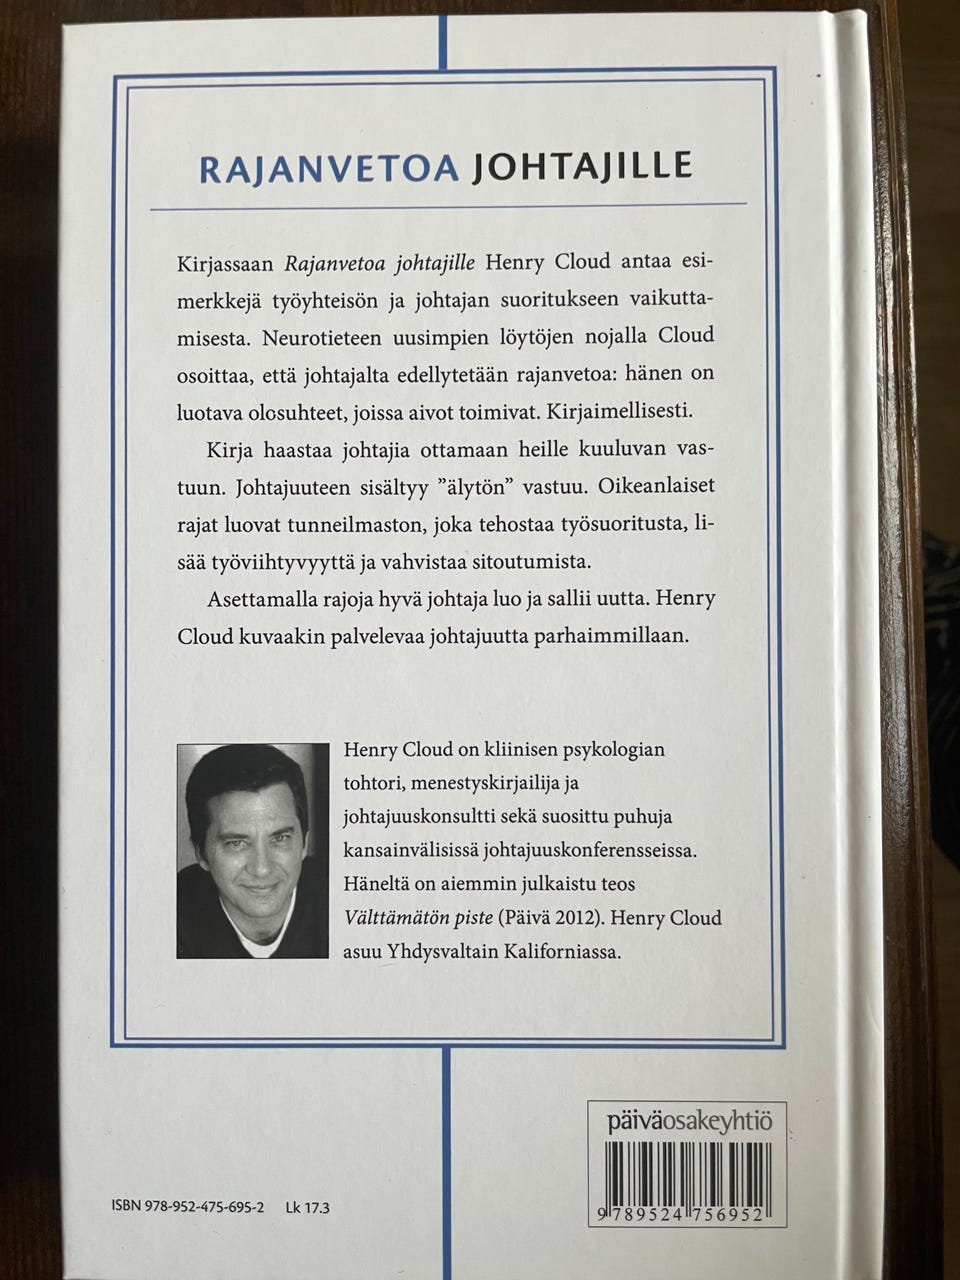 RAJANVETOA JOHTAJILLE
Kirjassaan Rajanvetoa johtajille Henry Cloud antaa esi-
merkkejä työyhteisön ja johtajan suoritukseen vaikutta-
misesta. Neurotieteen uusimpien löytöjen nojalla Cloud
osoittaa, että johtajalta edellytetään rajanvetoa: hänen on
luotava olosuhteet, joissa aivot toimivat. Kirjaimellisesti.
Kirja haastaa johtajia ottamaan heille kuuluvan vas-
tuun. Johtajuuteen sisältyy ”älytön” vastuu. Oikeanlaiset
rajat luovat tunneilmaston, joka tehostaa työsuoritusta, li-
sää työviihtyvyyttä ja vahvistaa sitoutumista.
Asettamalla rajoja hyvä johtaja luo ja sallii uutta. Henry
Cloud kuvaakin palvelevaa johtajuutta parhaimmillaan.
Henry Cloud on kliinisen psykologian
tohtori, menestyskirjailija ja
johtajuuskonsultti sekä suosittu puhuja
kansainvälisissä johtajuuskonferensseissa.
Häneltä on aiemmin julkaistu teos
Välttämätön piste (Päivä 2012). Henry Cloud
asuu Yhdysvaltain Kaliforniassa.
päiväosakeyhtiö
ISBN 978-952-475-695-2 Lk 17.3
9 789524 756952